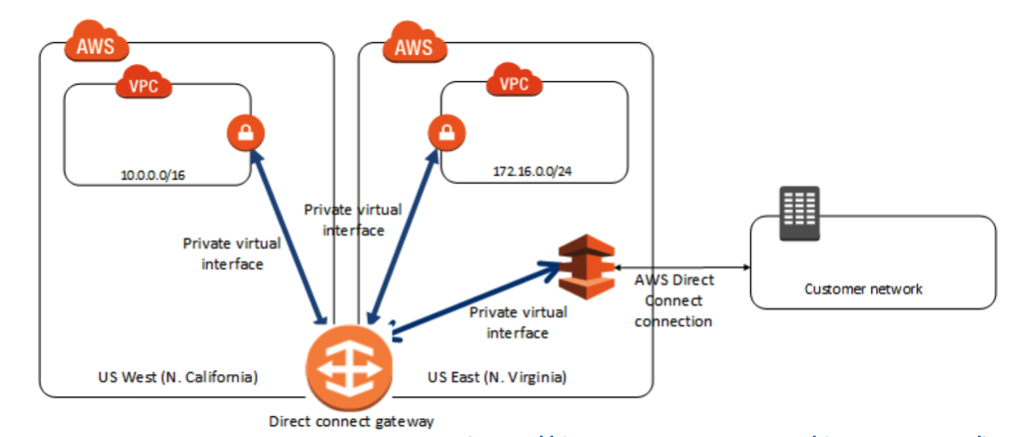 AWS
AWS
VPC
VPC
10.0.0.0/16
172.16.0.0/24
Private virtual
interface
Private virtual
interface
AWS Direct
Connect
connection
Customer network
Private virtual
interface
US West (N. California)
US East (N. Virginia)
Direct connect gateway